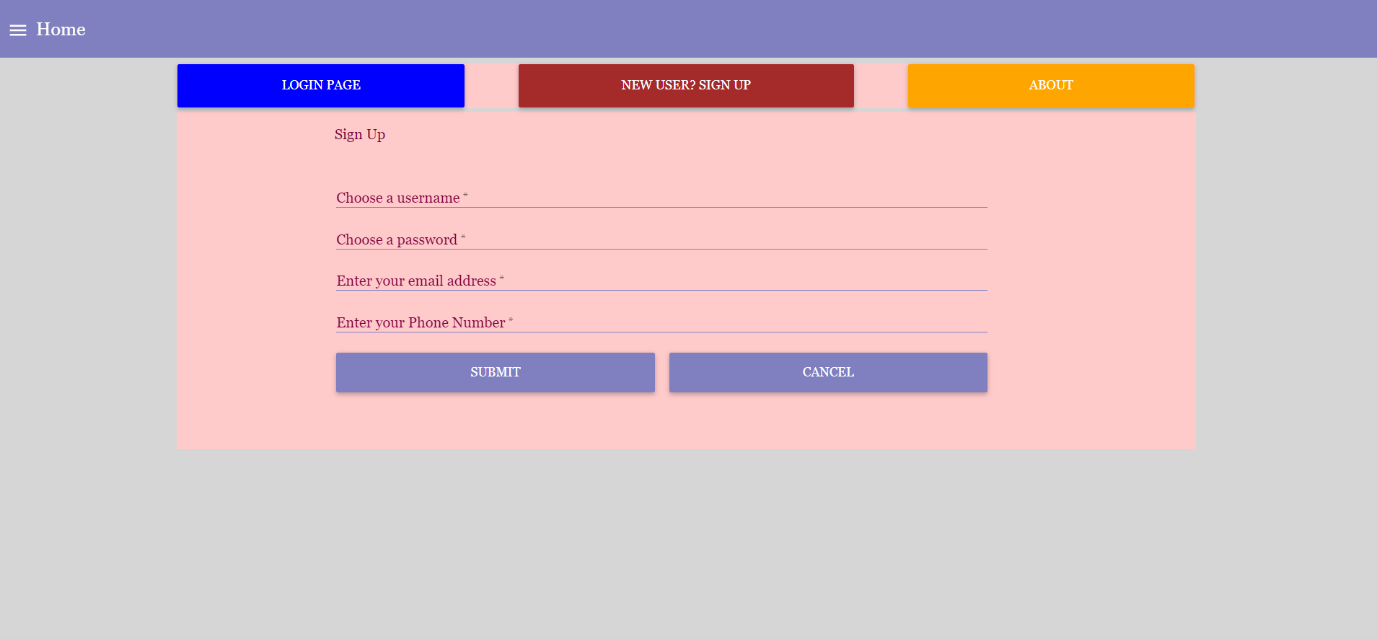 Home
LOGIN PAGE NEW USER? SIGN UP ABOUT
Sign Up
Choose a username *
Choose a password *
Enter your email address *
Enter your Phone Number *
SUBMIT CANCEL